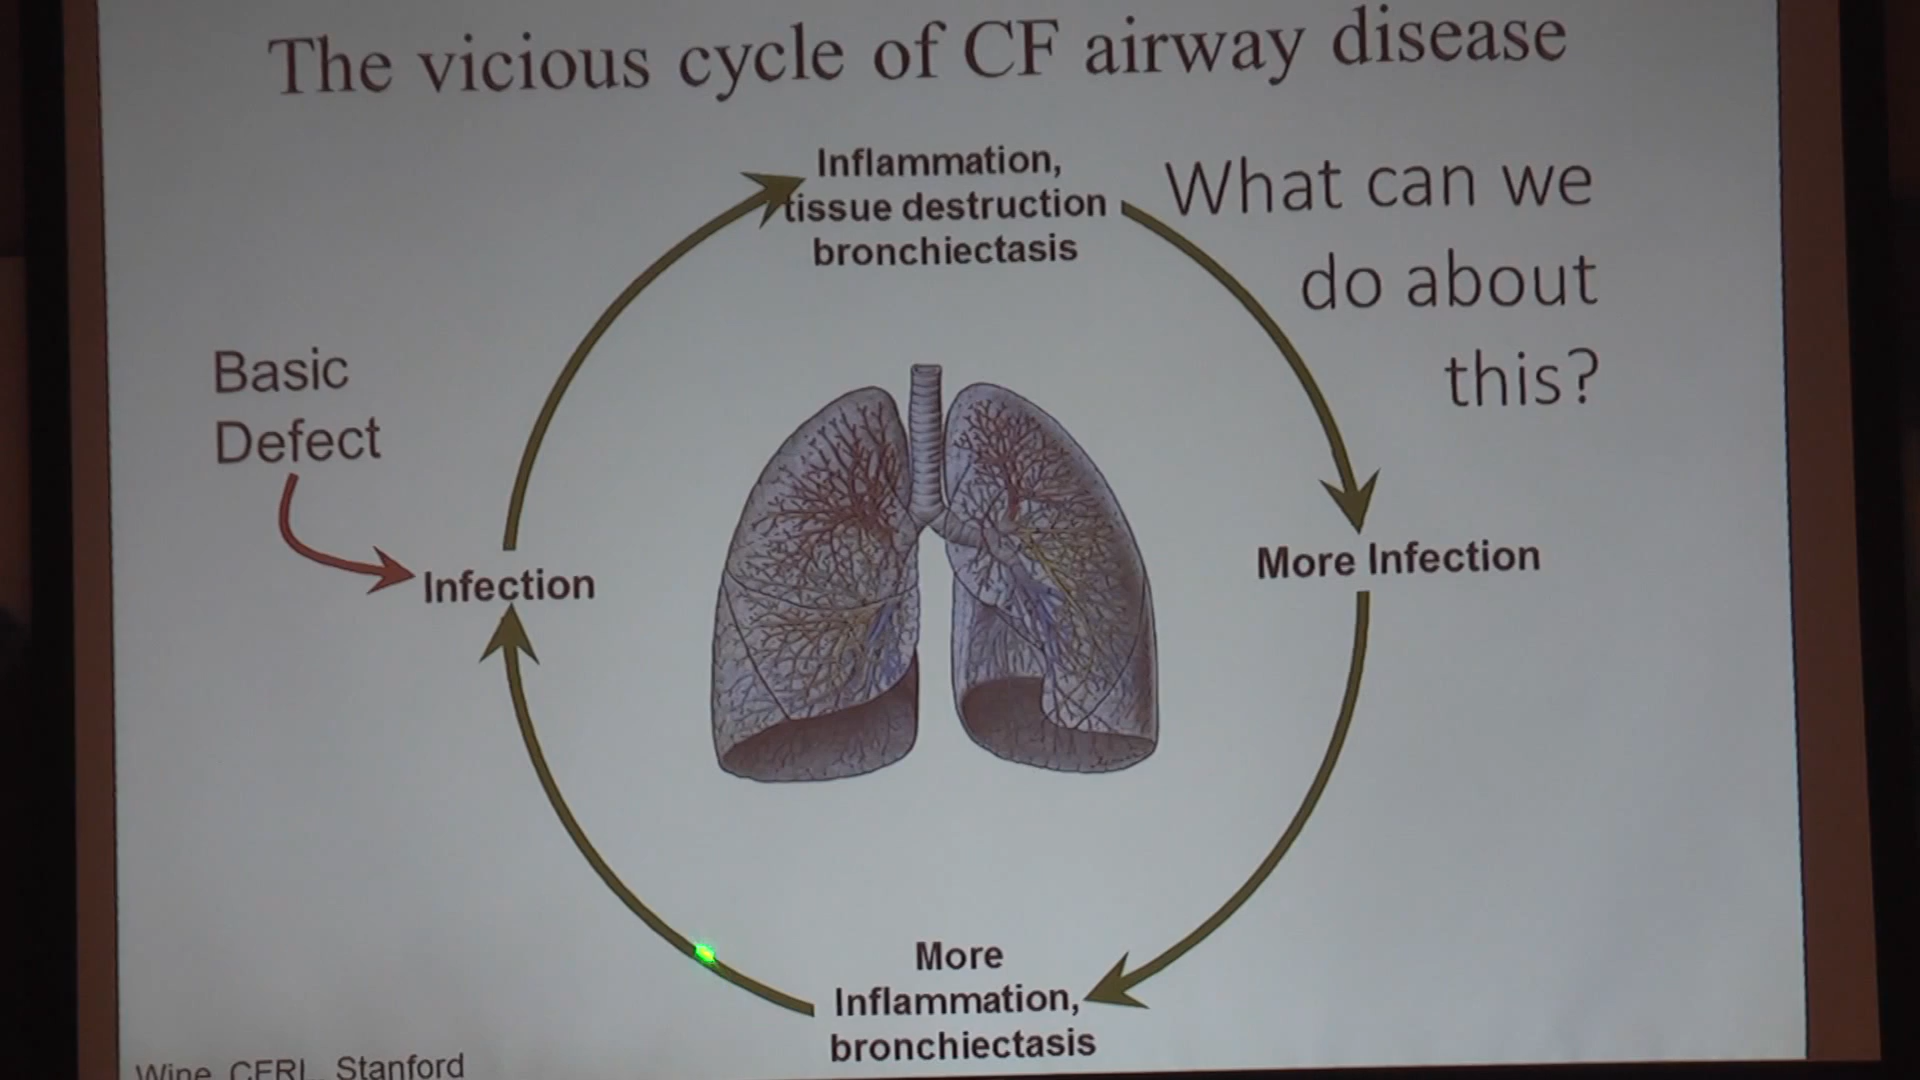 The vicious cycle of CF airway disease
Inflammation,
tissue destruction
bronchiectasis
What can we
do about
this?
Basic
Defect
Infection
More Infection
More
Inflammation,
bronchiectasis
Wine, CFRL, Stanford